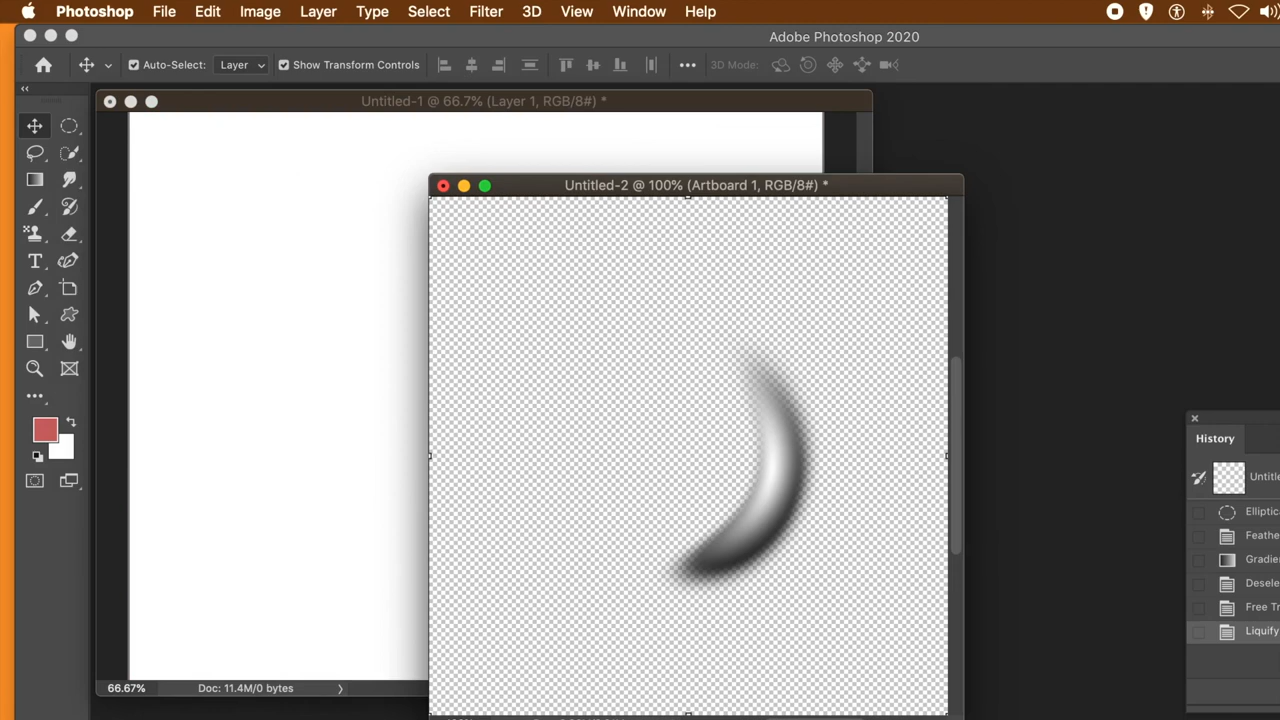 Photoshop File Edit Image Layer Type Select Filter 3D View Window Help
Adobe Photoshop 2020
Auto-Select: Layer Show Transform Controls 3D Mode:
Untitled-1 @ 66.7% (Layer 1, RGB/8#) *
Untitled-2 @ 100% (Artboard 1, RGB/8#) *
History
Untitle
Elliptic
Feathe
Gradie
Desele
Free Tr
Liquify
66.67% Doc: 11.4M/0 bytes